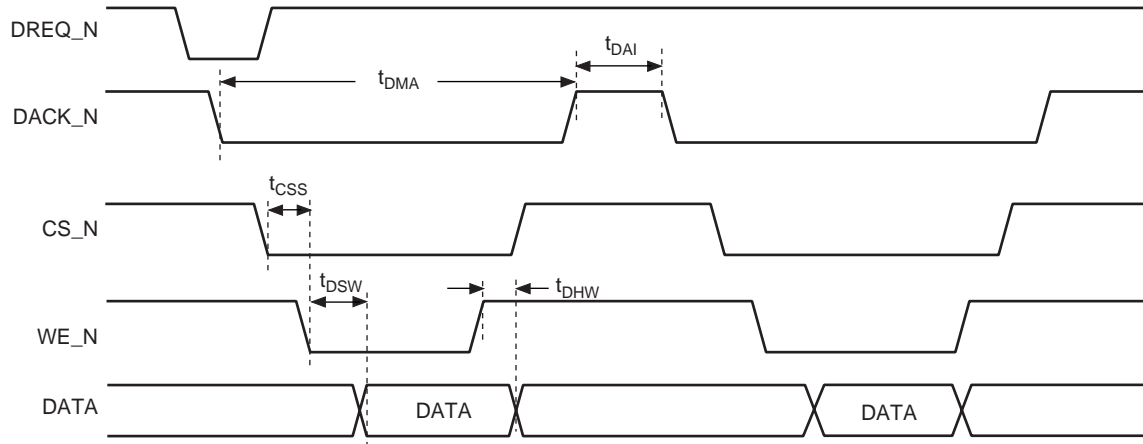 DREQ_N
tDAI
tDMA
DACK_N
tCSS
CS_N
tDSW
tDHW
WE_N
DATA
DATA
DATA